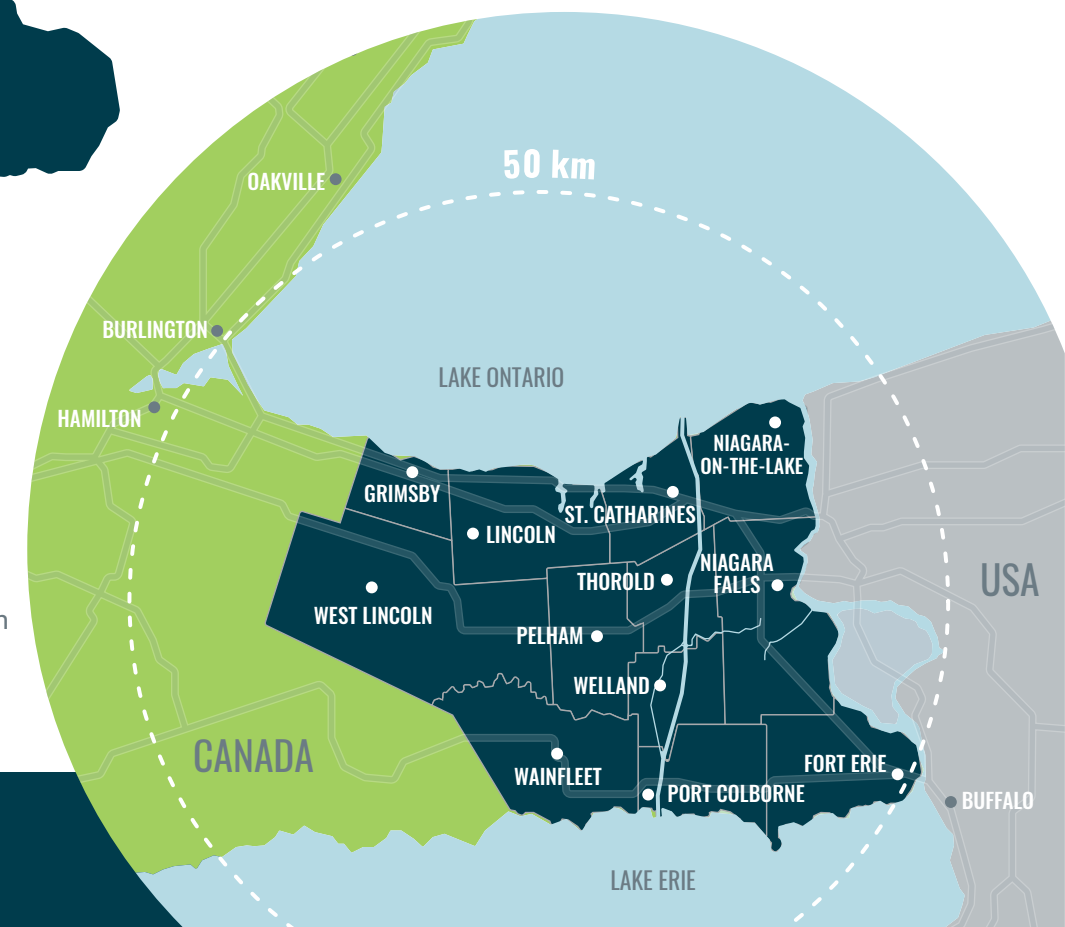 50 km
OAKVILLE
BURLINGTON
LAKE ONTARIO
HAMILTON
NIAGARA-
ON-THE-LAKE
GRIMSBY
ST. CATHARINES
LINCOLN
NIAGARA
FALLS
THOROLD
USA
WEST LINCOLN
n
PELHAM
WELLAND
CANADA
WAINFLEET
FORT ERIE
PORT COLBORNE
BUFFALO
LAKE ERIE